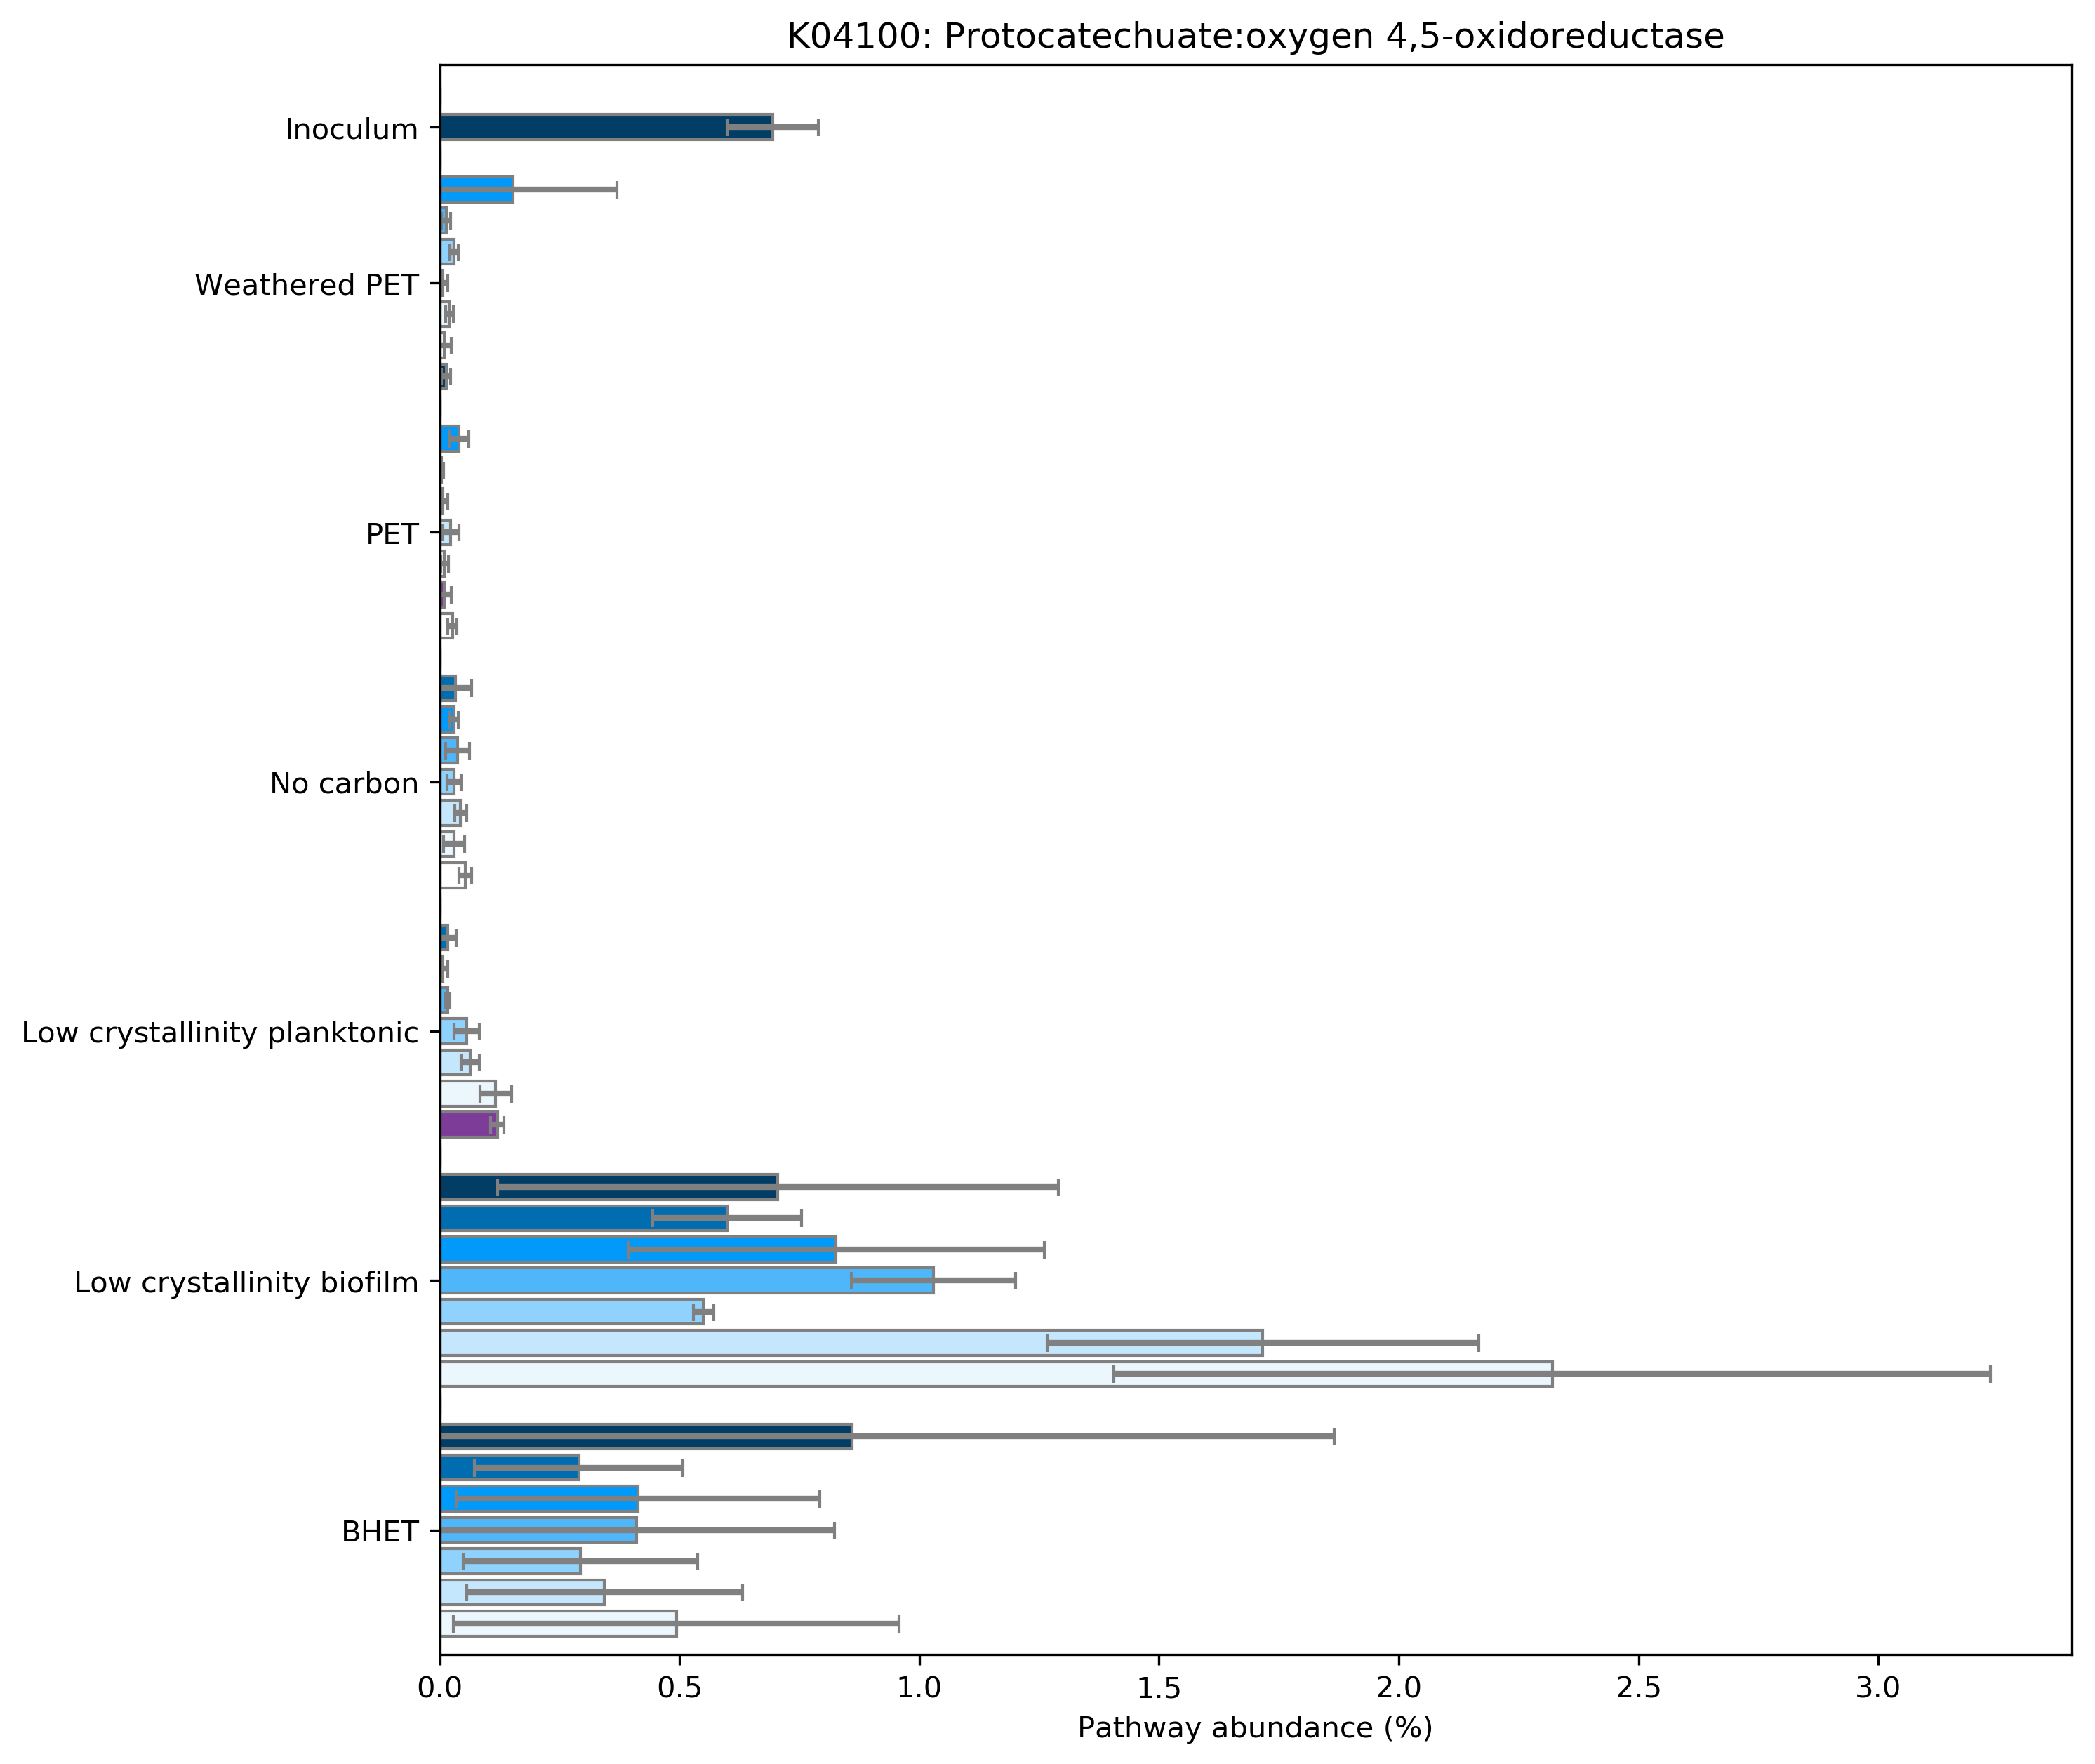 K04100: Protocatechuate:oxygen 4,5-oxidoreductase
Inoculum
Weathered PET
PET
No carbon
Low crystallinity planktonic
Low crystallinity biofilm
BHET
0.0 0.5 1.0 1.5 2.0 2.5 3.0
Pathway abundance (%)